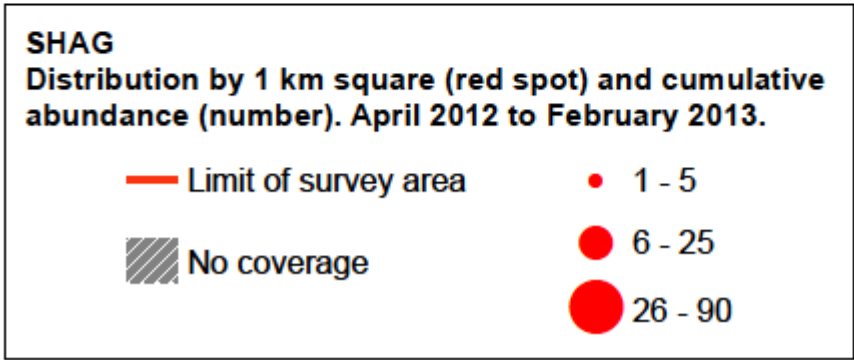 SHAG
Distribution by 1 km square (red spot) and cumulative
abundance (number). April 2012 to February 2013.
Limit of survey area
1 - 5
No coverage
6 - 25
26 - 90